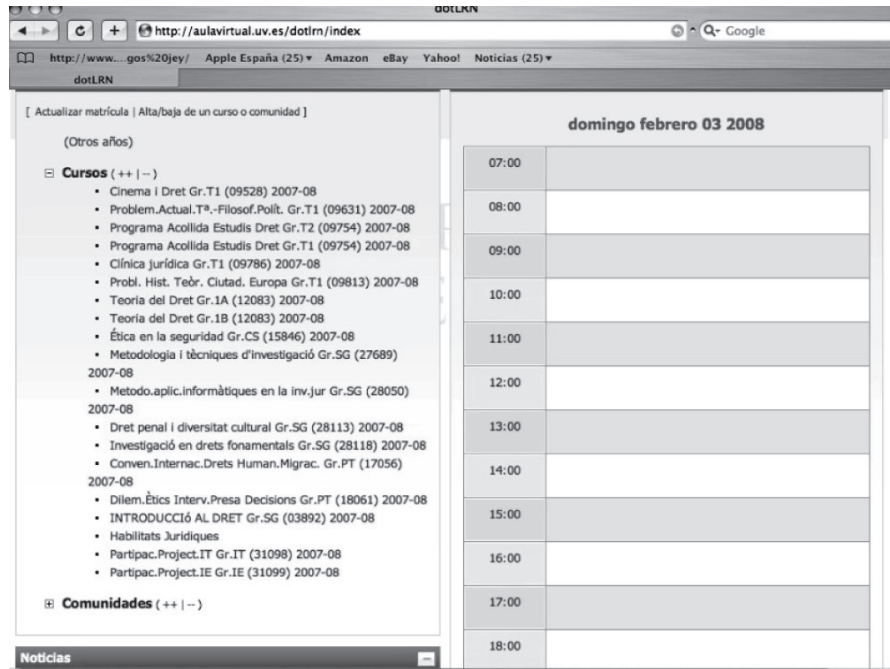 dotLRN
http://aulavirtual.uv.es/dotlrn/index
Google
http://www....gos%20jey/ Apple España (25) Amazon eBay Yahoo! Noticias (25)
dotLRN
[ Actualizar matrícula | Alta/baja de un curso o comunidad ]
(Otros años)
Cursos ( ++ | -- )
Cinema i Dret Gr.T1 (09528) 2007-08
Problem.Actual.Tª.-Filosof.Polít. Gr.T1 (09631) 2007-08
Programa Acollida Estudis Dret Gr.T2 (09754) 2007-08
Programa Acollida Estudis Dret Gr.T1 (09754) 2007-08
Clínica jurídica Gr.T1 (09786) 2007-08
Probl. Hist. Teòr. Ciutad. Europa Gr.T1 (09813) 2007-08
Teoria del Dret Gr.1A (12083) 2007-08
Teoria del Dret Gr.1B (12083) 2007-08
Ética en la seguridad Gr.CS (15846) 2007-08
Metodologia i tècniques d'investigació Gr.SG (27689)
2007-08
Metodo.aplic.informàtiques en la inv.jur Gr.SG (28050)
2007-08
Dret penal i diversitat cultural Gr.SG (28113) 2007-08
Investigació en drets fonamentals Gr.SG (28118) 2007-08
Conven.Internac.Drets Human.Migrac. Gr.PT (17056)
2007-08
Dilem.Ètics Interv.Presa Decisions Gr.PT (18061) 2007-08
INTRODUCCIó AL DRET Gr.SG (03892) 2007-08
Habilitats Juridiques
Partipac.Project.IT Gr.IT (31098) 2007-08
Partipac.Project.IE Gr.IE (31099) 2007-08
Comunidades ( ++ | -- )
Noticias
domingo febrero 03 2008
07:00
08:00
09:00
10:00
11:00
12:00
13:00
14:00
15:00
16:00
17:00
18:00